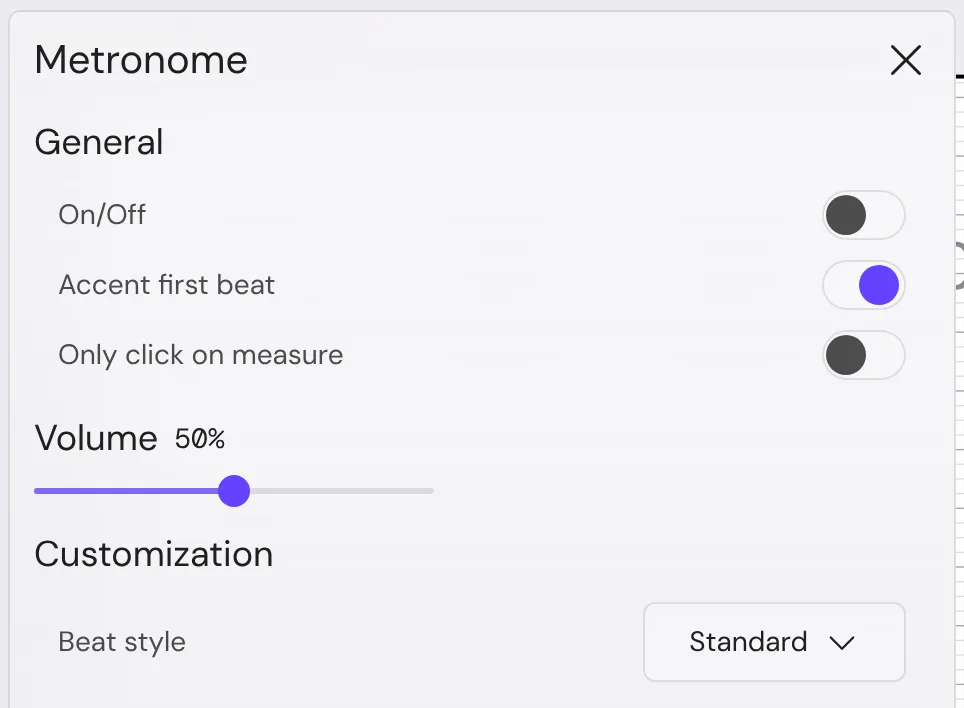 Metronome
General
On/Off
Accent first beat
Only click on measure
Volume 50%
Customization
Beat style
Standard